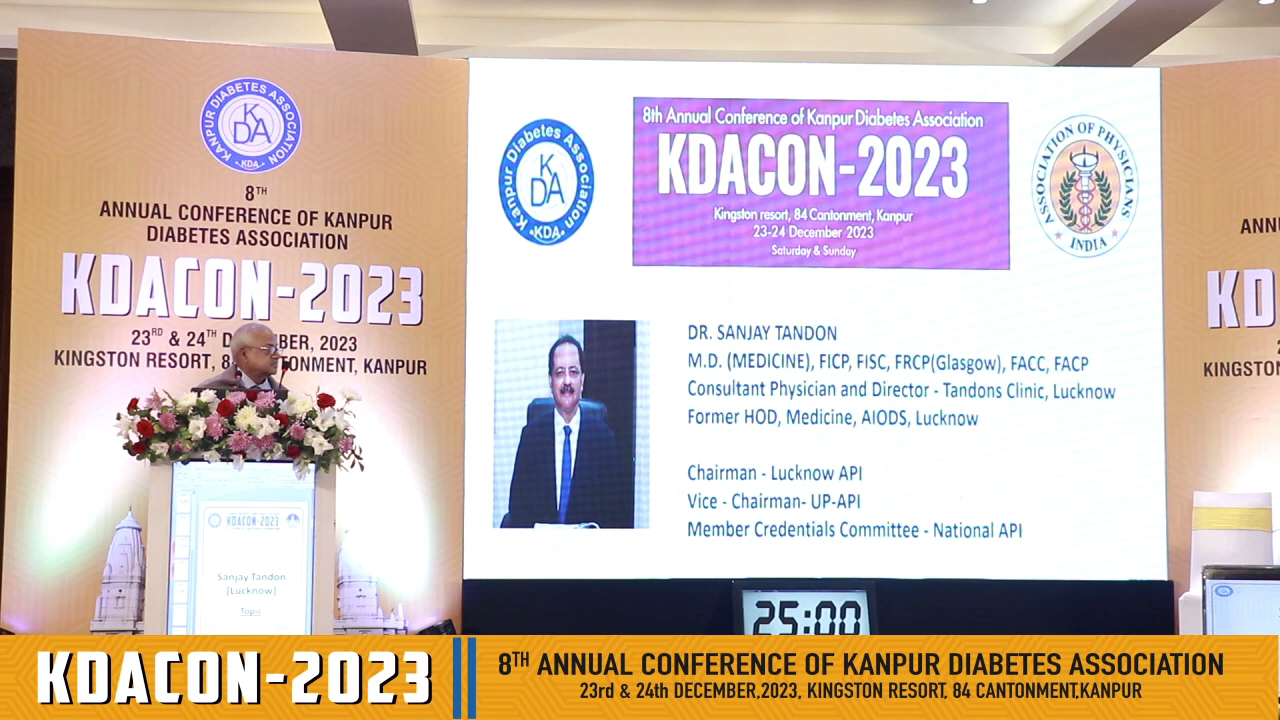 KANPUR DIABETES ASSOCIATION
KDA
KDA
8TH
ANNUAL CONFERENCE OF KANPUR
DIABETES ASSOCIATION
KDACON-2023
23RD & 24TH D MBER, 2023
KINGSTON RESORT, 84 TONMENT, KANPUR
KDACON-2023
Sanjay Tandon
(Lucknow)
Topic
Kanpur Diabetes Association
KDA
KDA
8th Annual Conference of Kanpur Diabetes Association
KDACON-2023
Kingston resort, 84 Cantonment, Kanpur
23-24 December 2023
Saturday & Sunday
ASSOCIATION OF PHYSICIANS
INDIA
DR. SANJAY TANDON
M.D. (MEDICINE), FICP, FISC, FRCP(Glasgow), FACC, FACP
Consultant Physician and Director - Tandons Clinic, Lucknow
Former HOD, Medicine, AIODS, Lucknow
Chairman - Lucknow API
Vice - Chairman- UP-API
Member Credentials Committee - National API
25:00
ANN
KD
KINGSTON
KDACON-2023
8TH ANNUAL CONFERENCE OF KANPUR DIABETES ASSOCIATION
23rd & 24th DECEMBER,2023, KINGSTON RESORT, 84 CANTONMENT,KANPUR